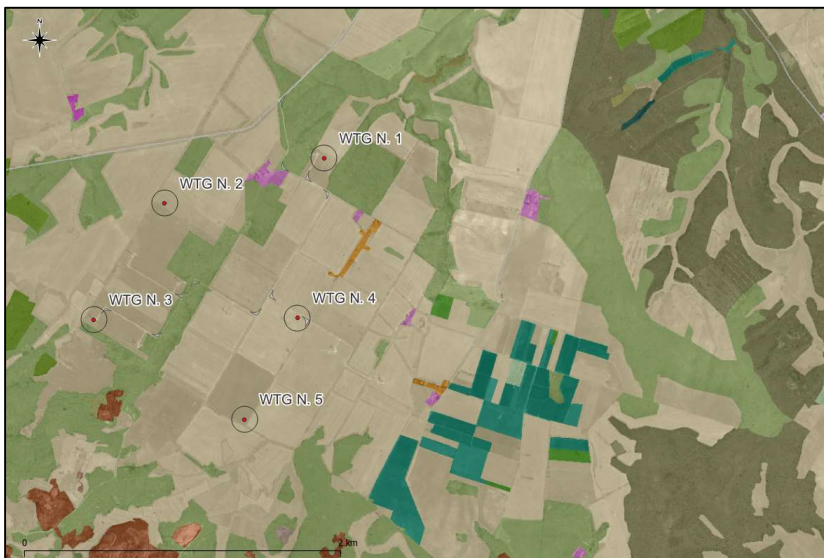 N
WTG N. 1
WTG N. 2
WTG N. 3
WTG N. 4
WTG N. 5
0 2 km